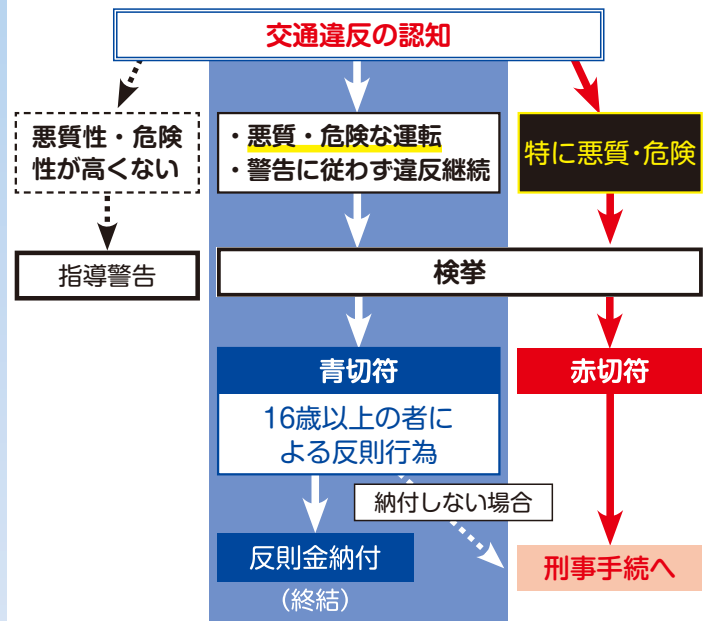 交通違反の認知
悪質性・危険
性が高くない
・悪質・危険な運転
・警告に従わず違反継続
特に悪質・危険
指導警告
検挙
青切符
16歳以上の者に
よる反則行為
赤切符
納付しない場合
反則金納付
(終結)
刑事手続へ